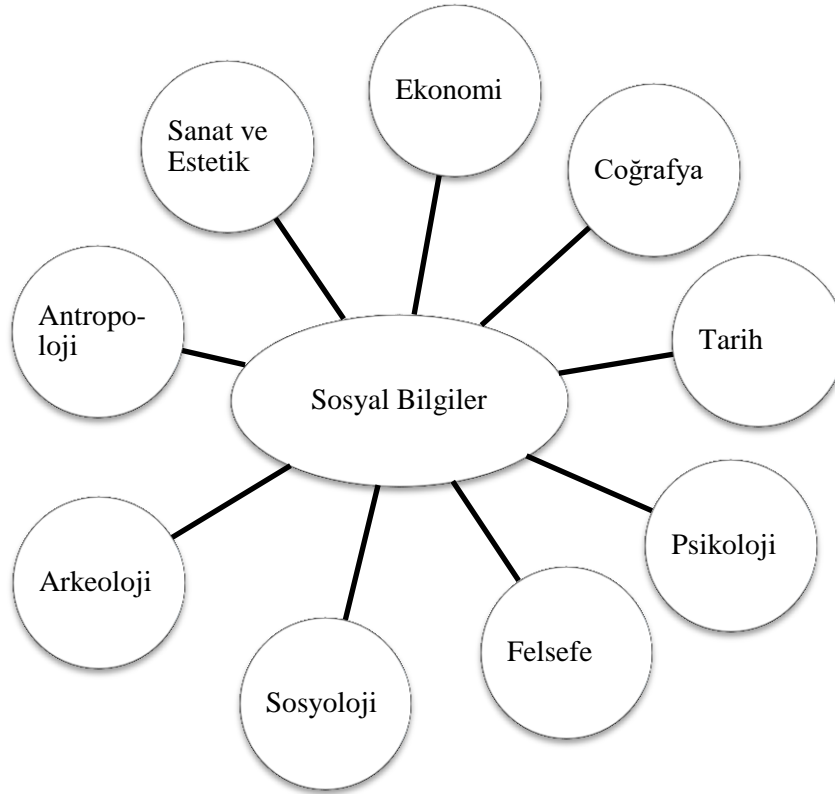 Ekonomi
Sanat ve
Estetik
Coğrafya
Antropo-
loji
Tarih
Sosyal Bilgiler
Psikoloji
Arkeoloji
Felsefe
Sosyoloji